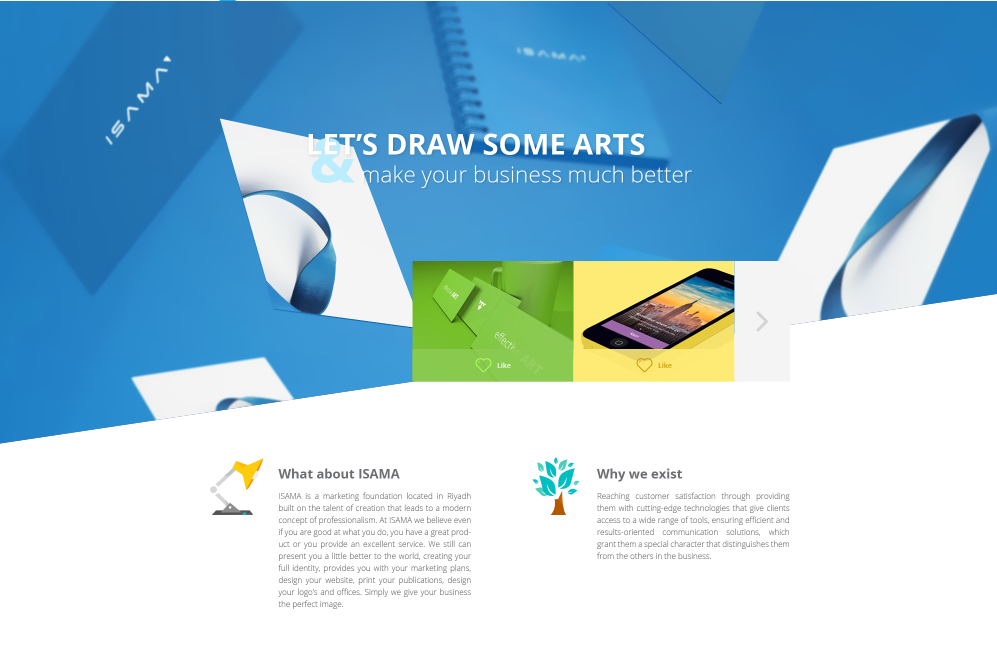 ISAMA
ISAMA
LET'S DRAW SOME ARTS
& make your business much better
effecti
ART
Like
Like
What about ISAMA
ISAMA is a marketing foundation located in Riyadh
built on the talent of creation that leads to a modern
concept of professionalism. At ISAMA we believe even
if you are good at what you do, you have a great prod-
uct or you provide an excellent service. We still can
present you a little better to the world, creating your
full identity, provides you with your marketing plans,
design your website, print your publications, design
your logo's and offices. Simply we give your business
the perfect image.
Why we exist
Reaching customer satisfaction through providing
them with cutting-edge technologies that give clients
access to a wide range of tools, ensuring efficient and
results-oriented communication solutions, which
grant them a special character that distinguishes them
from the others in the business.